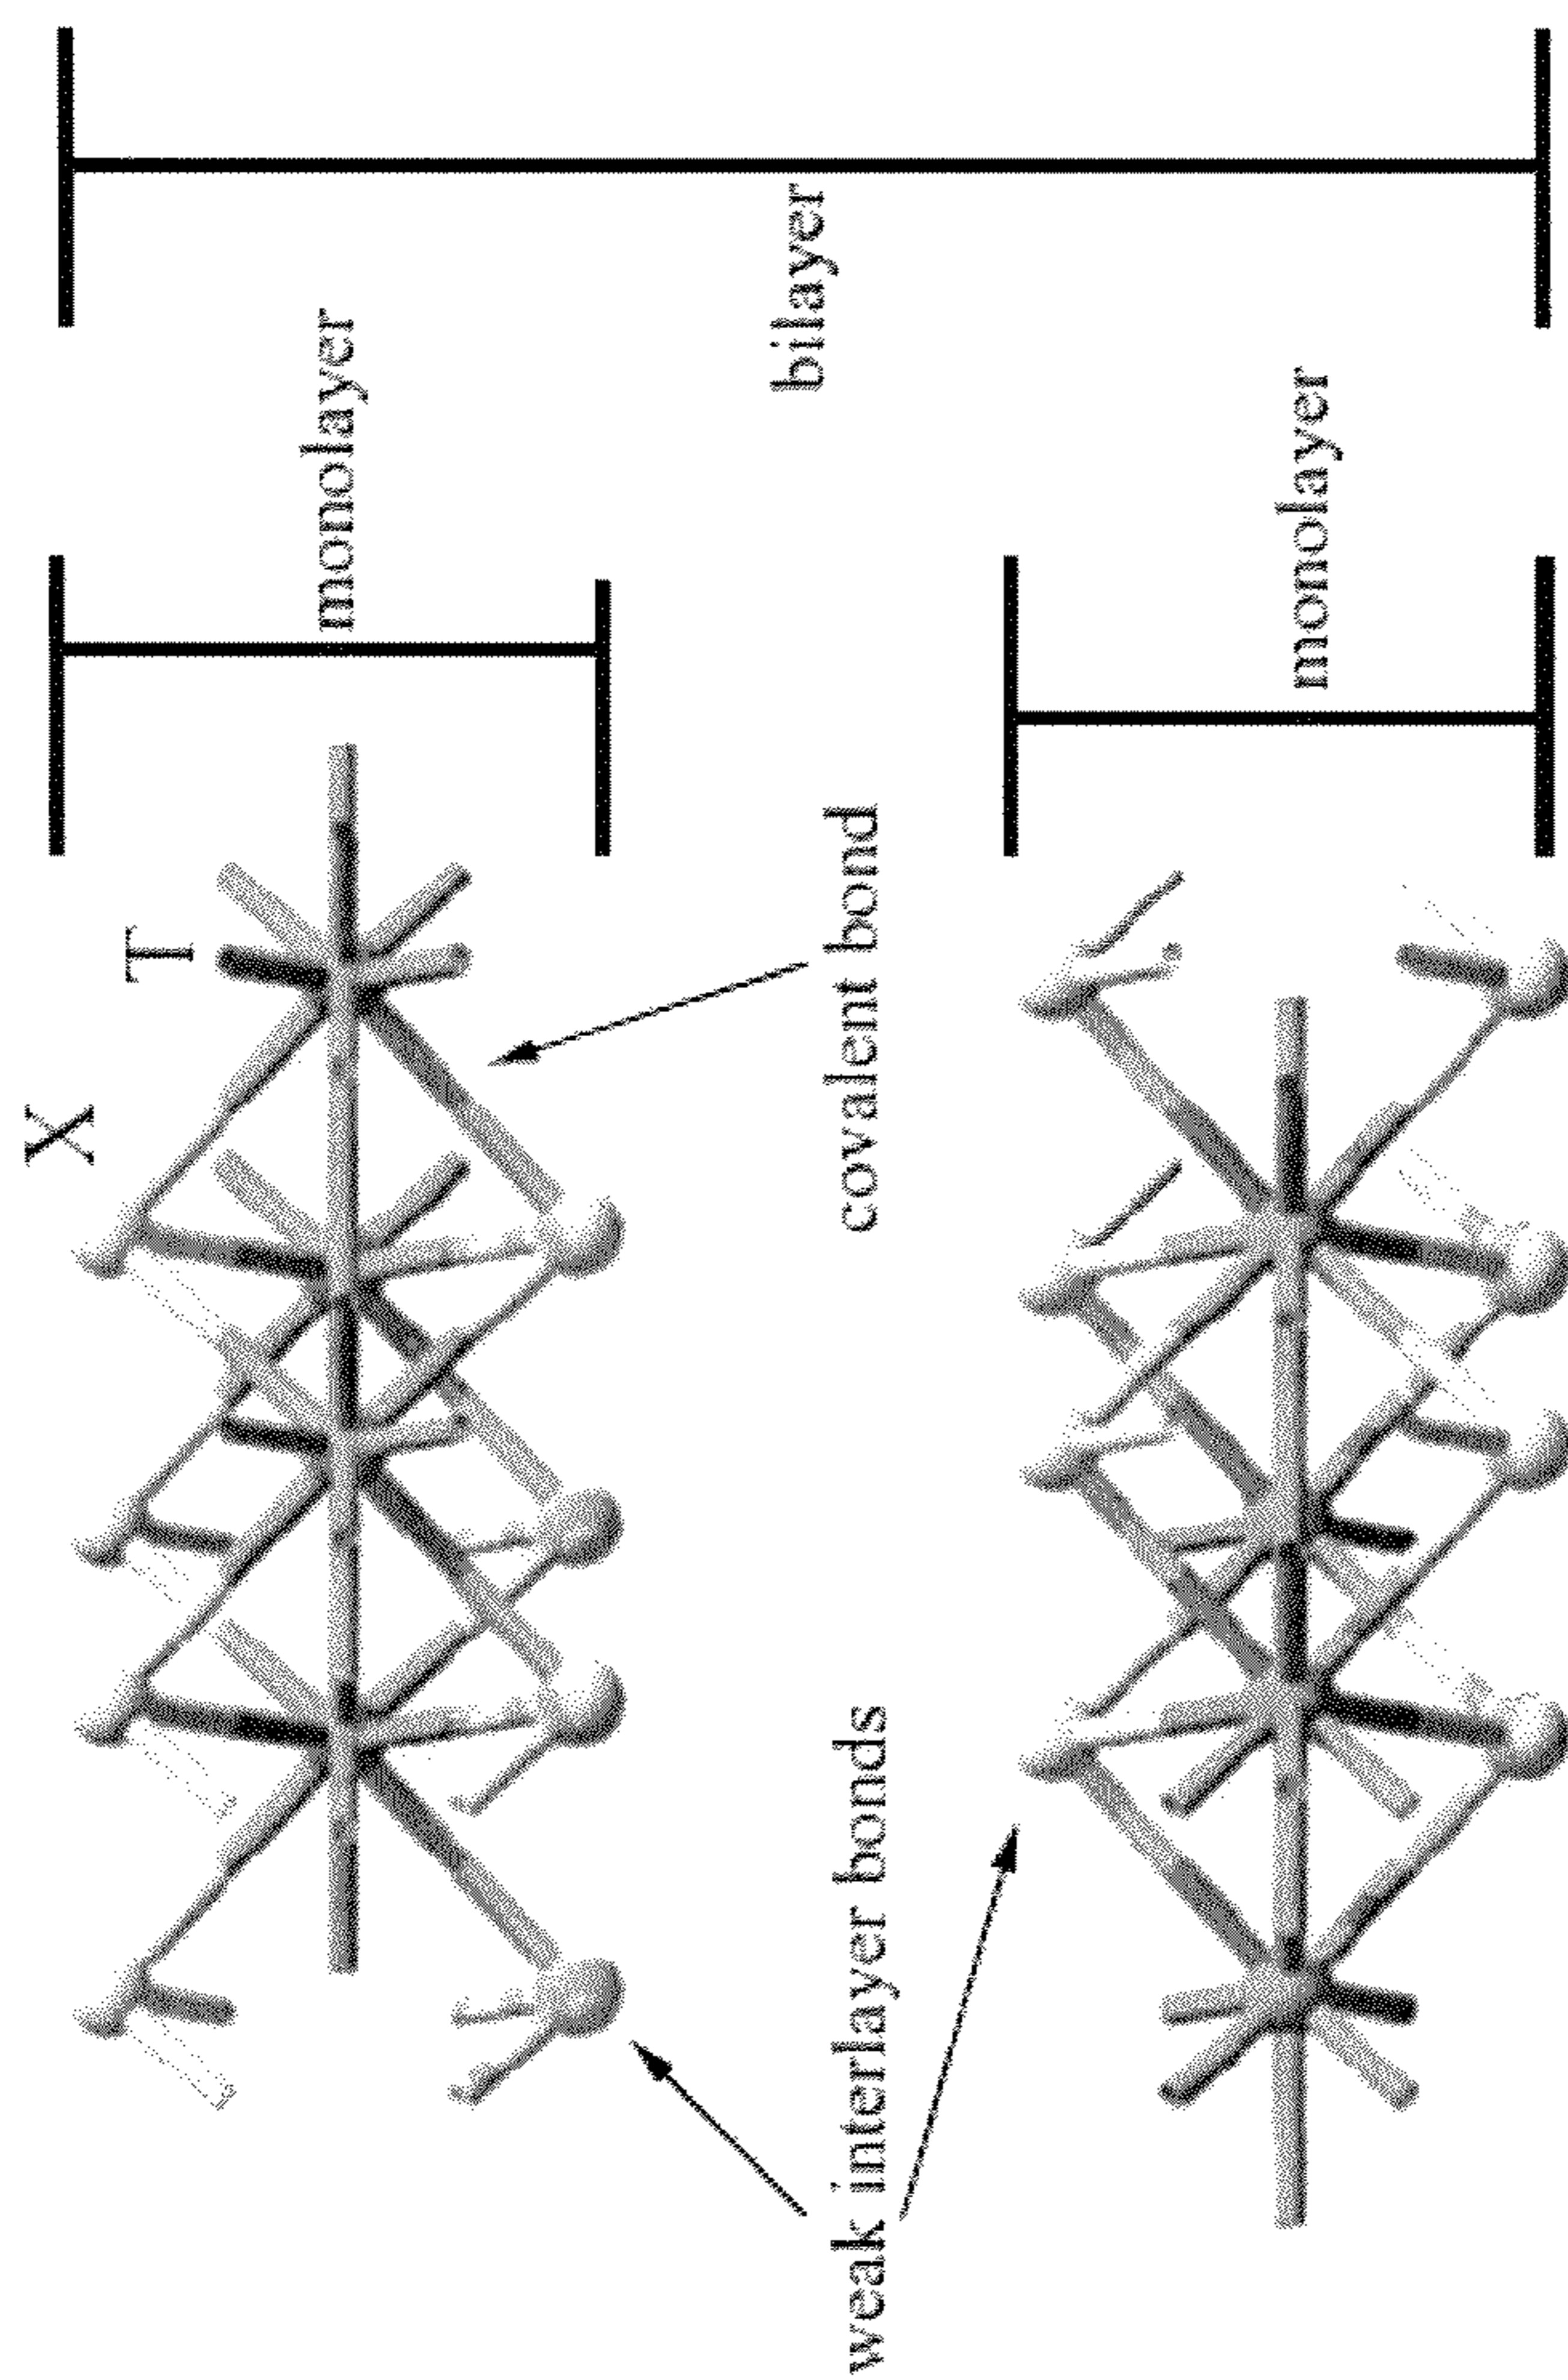 X
T
monolayer
bilayer
covalent bond
weak interlayer bonds
monolayer